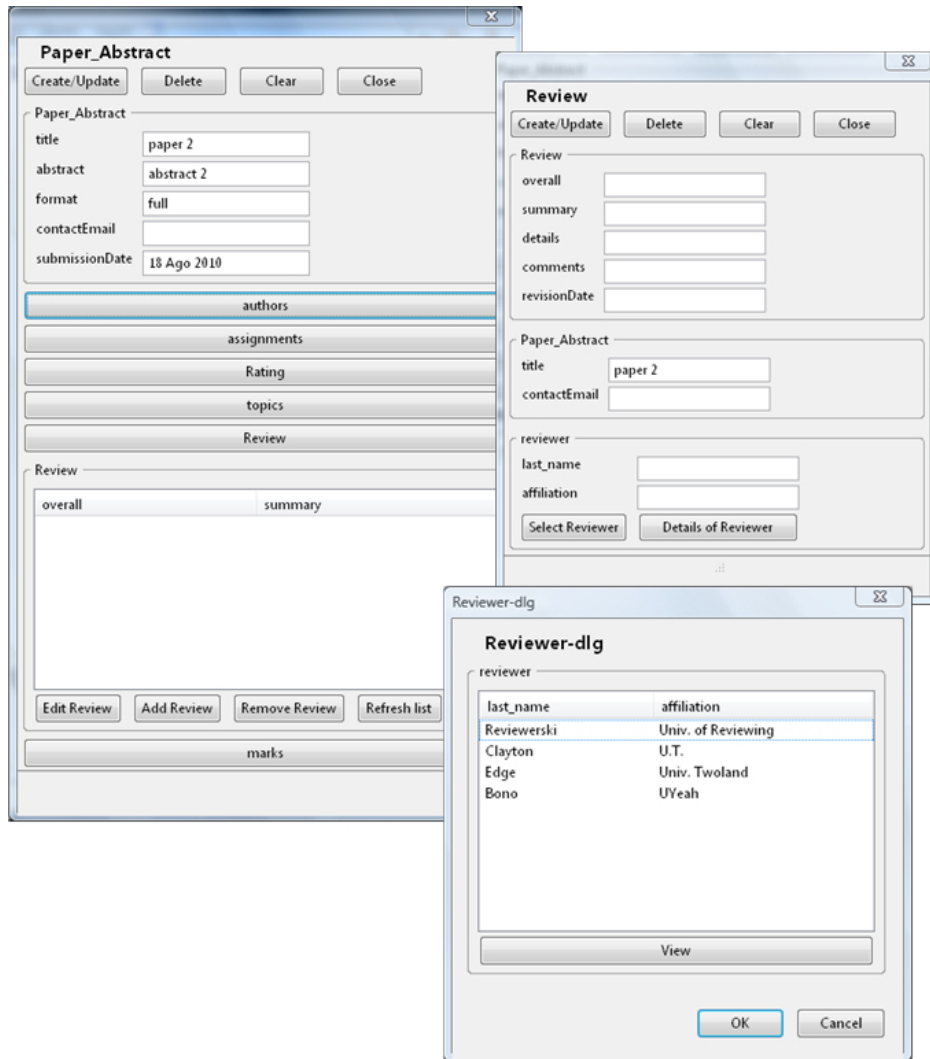 Paper_Abstract
Create/Update Delete Clear Close
Paper_Abstract
title paper 2
abstract abstract 2
format full
contactEmail
submissionDate 18 Ago 2010
authors
assignments
Rating
topics
Review
Review
overall summary
Edit Review Add Review Remove Review Refresh list
marks
Review
Create/Update Delete Clear Close
Review
overall
summary
details
comments
revisionDate
Paper_Abstract
title paper 2
contactEmail
reviewer
last_name
affiliation
Select Reviewer Details of Reviewer
Reviewer-dlg
Reviewer-dlg
reviewer
last_name affiliation
Reviewerski Univ. of Reviewing
Clayton U.T.
Edge Univ. Twoland
Bono UYeah
View
OK Cancel